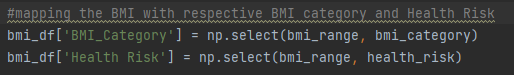 #mapping the BMI with respective BMI category and Health Risk
bmi_df['BMI_Category'] = np.select(bmi_range, bmi_category)
bmi_df['Health Risk'] = np.select(bmi_range, health_risk)